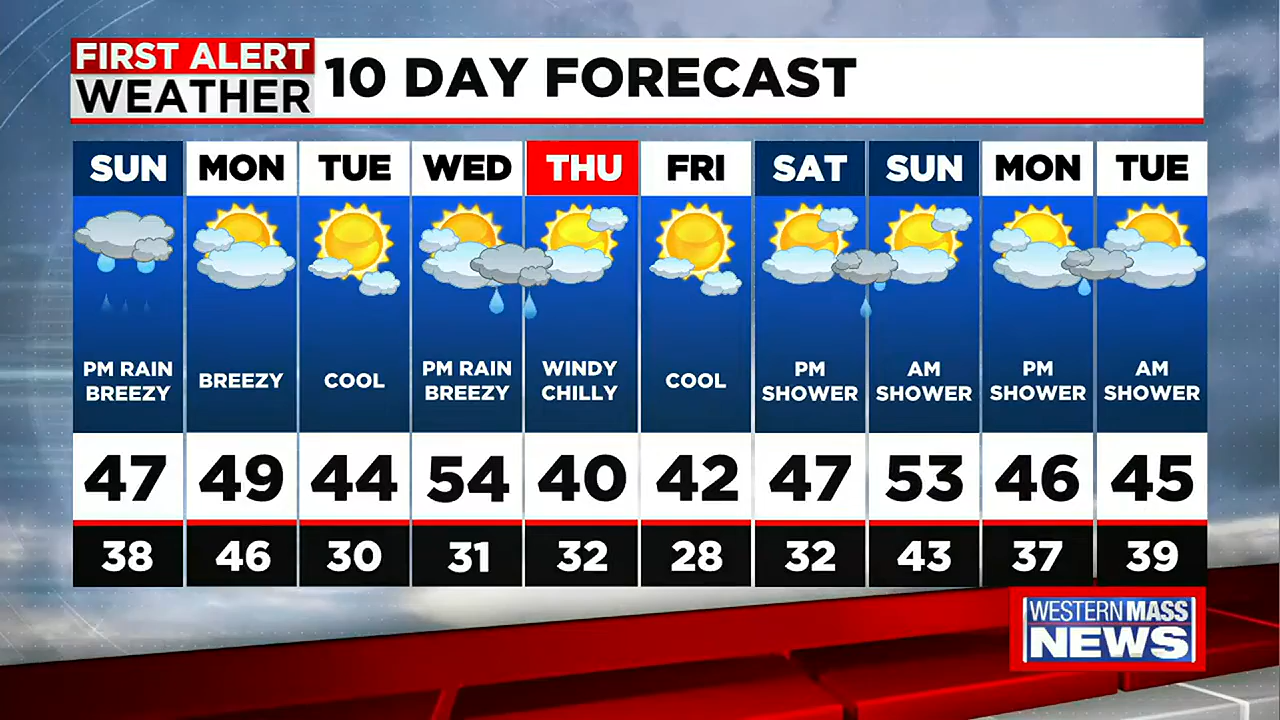 FIRST ALERT
WEATHER
10 DAY FORECAST
SUN MON TUE WED THU FRI SAT SUN MON TUE
PM RAIN
BREEZY
BREEZY
COOL
PM RAIN
BREEZY
WINDY
CHILLY
COOL
PM
SHOWER
AM
SHOWER
PM
SHOWER
AM
SHOWER
47 49 44 54 40 42 47 53 46 45
38 46 30 31 32 28 32 43 37 39
WESTERN MASS
NEWS